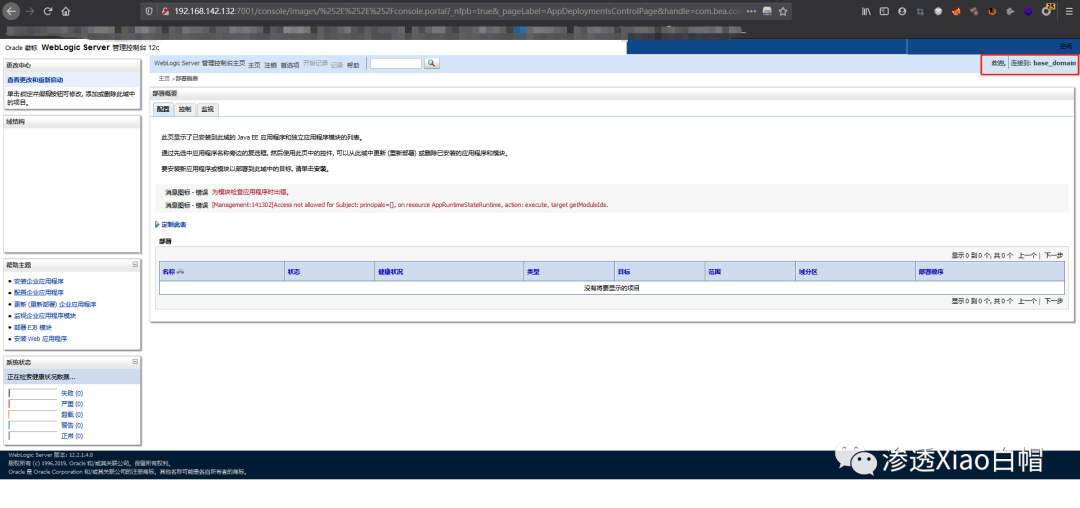 192.168.142.132:7001/console/images/%252E%252E%252Fconsole.portal?_nfpb=true&_pageLabel=AppDeploymentsControlPage&handle=com.bea.co
Oracle 徽标 WebLogic Server 管理控制台 12c
更改中心
查看更改和重新启动
单击锁定并编辑按钮可修改, 添加或删除此域中的项目。
域结构
帮助主题
安装企业应用程序
配置企业应用程序
更新 (重新部署) 企业应用程序
监视企业应用程序模块
部署 EJB 模块
安装 Web 应用程序
系统状态
正在检索健康状况数据...
失败 (0)
严重 (0)
超载 (0)
警告 (0)
正常 (0)
WebLogic Server 管理控制台主页 主页 注销 首选项 开始记录 记录 帮助
欢迎, 连接到: base_domain
主页 >部署概要
部署概要
配置 控制 监视
此页显示了已安装到此域的 Java EE 应用程序和独立应用程序模块的列表。
通过先选中应用程序名称旁边的复选框, 然后使用此页中的控件, 可以从此域中更新 (重新部署) 或删除已安装的应用程序和模块。
要安装新应用程序或模块以部署到此域中的目标, 请单击安装。
消息图标 - 错误 为模块检查应用程序时出错。
消息图标 - 错误 [Management:141302]Access not allowed for Subject: principals=[], on resource AppRuntimeStateRuntime, action: execute, target getModuleIds.
定制此表
部署
显示 0 到 0 个, 共 0 个 上一个 | 下一步
名称 状态 健康状况 类型 目标 范围 域分区 部署顺序
没有将要显示的项目
显示 0 到 0 个, 共 0 个 上一个 | 下一步
WebLogic Server 版本: 12.2.1.4.0
版权所有 (c) 1996,2019, Oracle 和/或其关联公司。保留所有权利。
Oracle 是 Oracle Corporation 和/或其关联公司的注册商标。其他名称可能是各自所有者的商标。
渗透Xiao白帽